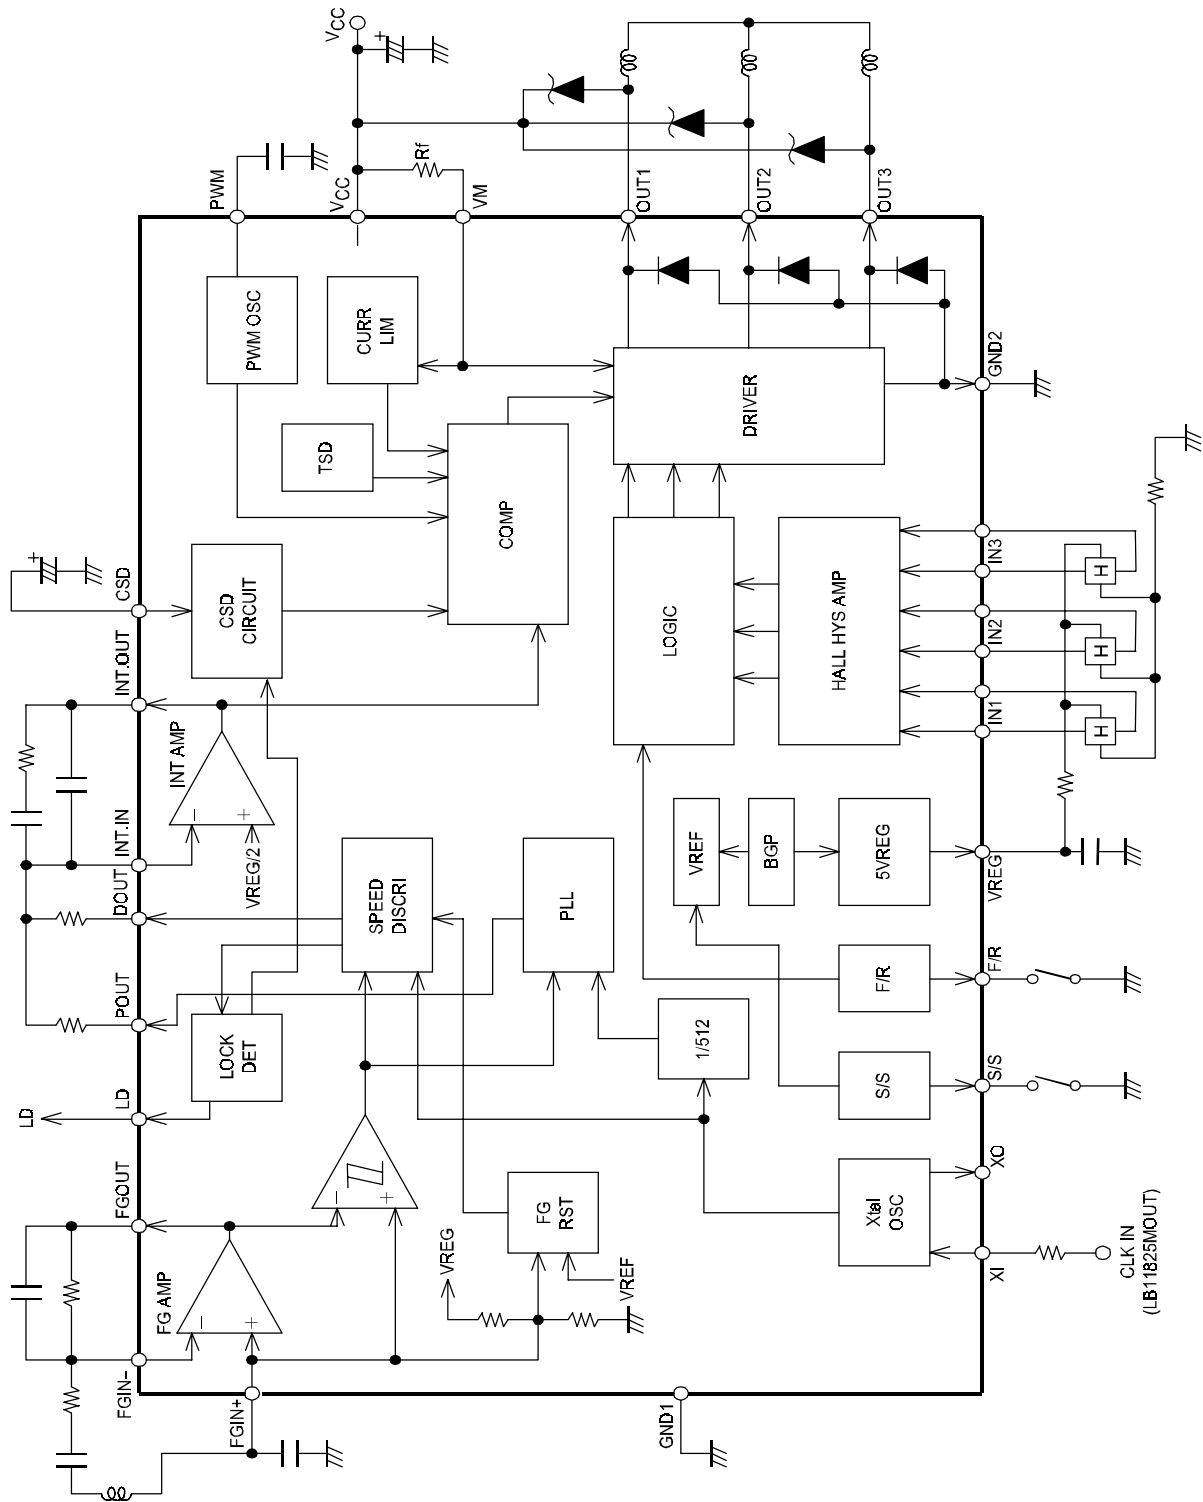 VCC
+
PWM
VCC
Rf
VM
OUT1
OUT2
OUT3
PWM OSC
CURR
LIM
TSD
COMP
DRIVER
GND2
+
CSD
CSD
CIRCUIT
INT.OUT
INT AMP
−
+
VREG/2
INT.IN
DOUT
POUT
LD
LD
LOCK
DET
SPEED
DISCRI
PLL
LOGIC
HALL HYS AMP
IN3
IN2
IN1
H
H
H
VREF
BGP
5VREG
VREG
F/R
F/R
S/S
S/S
1/512
FGOUT
FG AMP
−
+
−
+
FG
RST
VREG
VREF
Xtal
OSC
XO
XI
CLK IN
(LB11825MOUT)
FGIN−
FGIN+
GND1